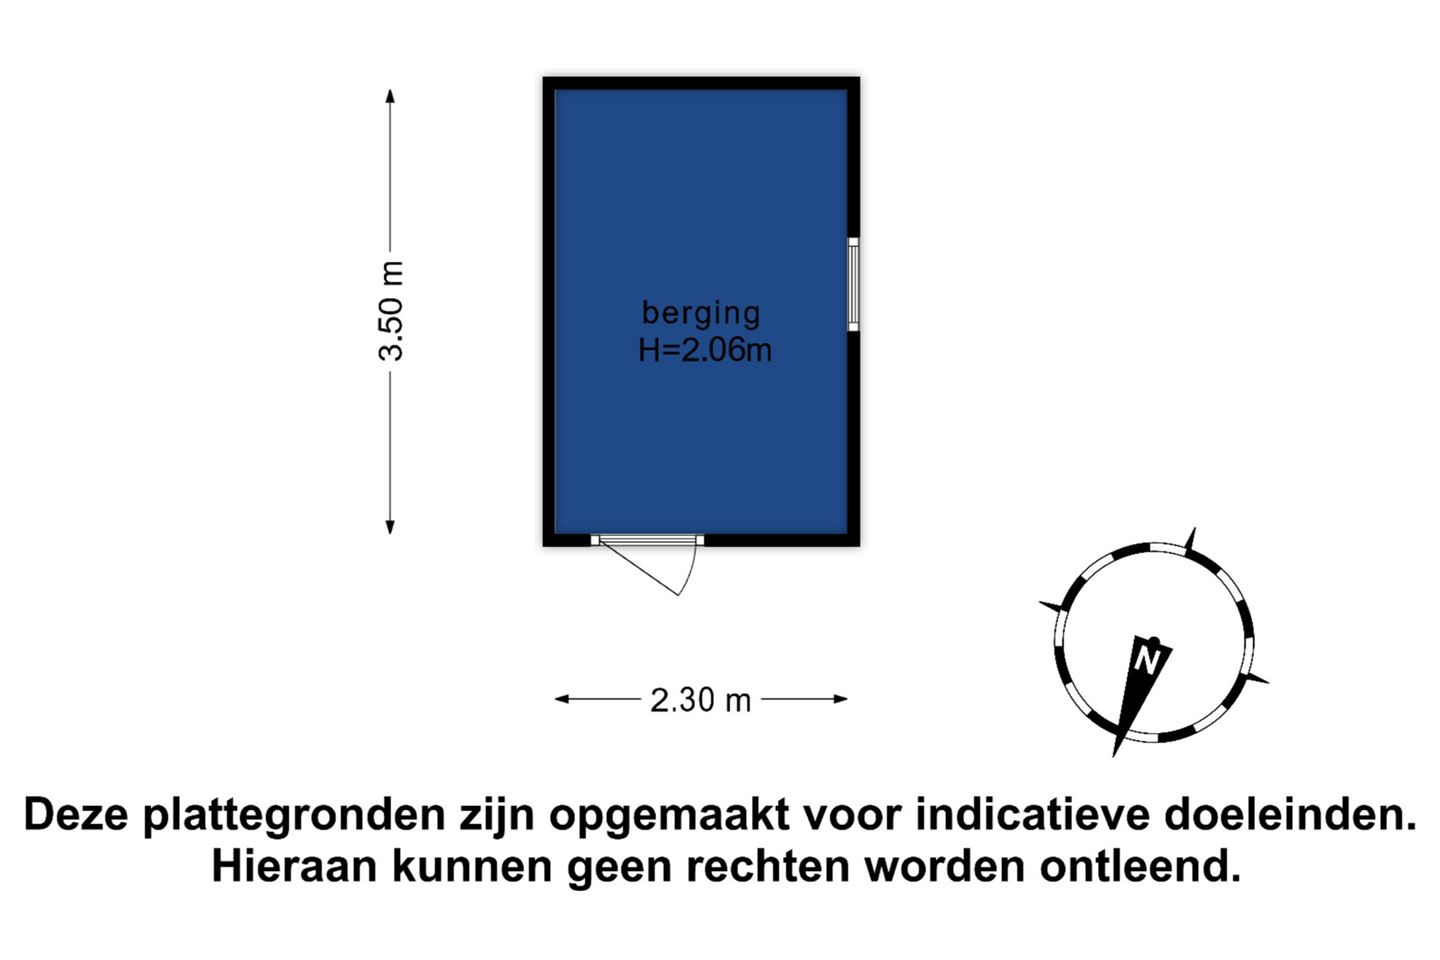 3.50 m
berging
H=2.06m
N
2.30 m
Deze plattegronden zijn opgemaakt voor indicatieve doeleinden.
Hieraan kunnen geen rechten worden ontleend.